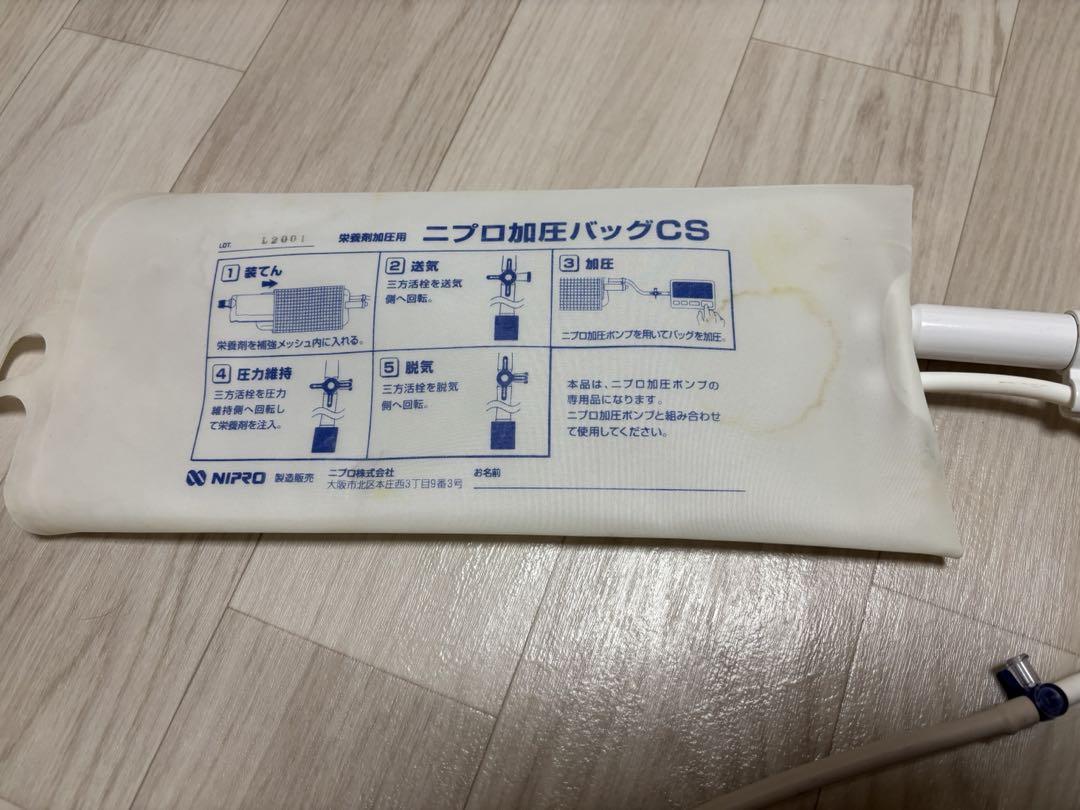 LOT. L2001 栄養剤加圧用 ニプロ加圧バッグCS
1 装てん
栄養剤を補強メッシュ内に入れる。
2 送気
三方活栓を送気
側へ回転。
3 加圧
ニプロ加圧ポンプを用いてバッグを加圧。
4 圧力維持
三方活栓を圧力
維持側へ回転し
て栄養剤を注入。
5 脱気
三方活栓を脱気
側へ回転。
本品は、ニプロ加圧ポンプの
専用品になります。
ニプロ加圧ポンプと組み合わせ
て使用してください。
NIPRO 製造販売 ニプロ株式会社
大阪市北区本庄西3丁目9番3号
お名前